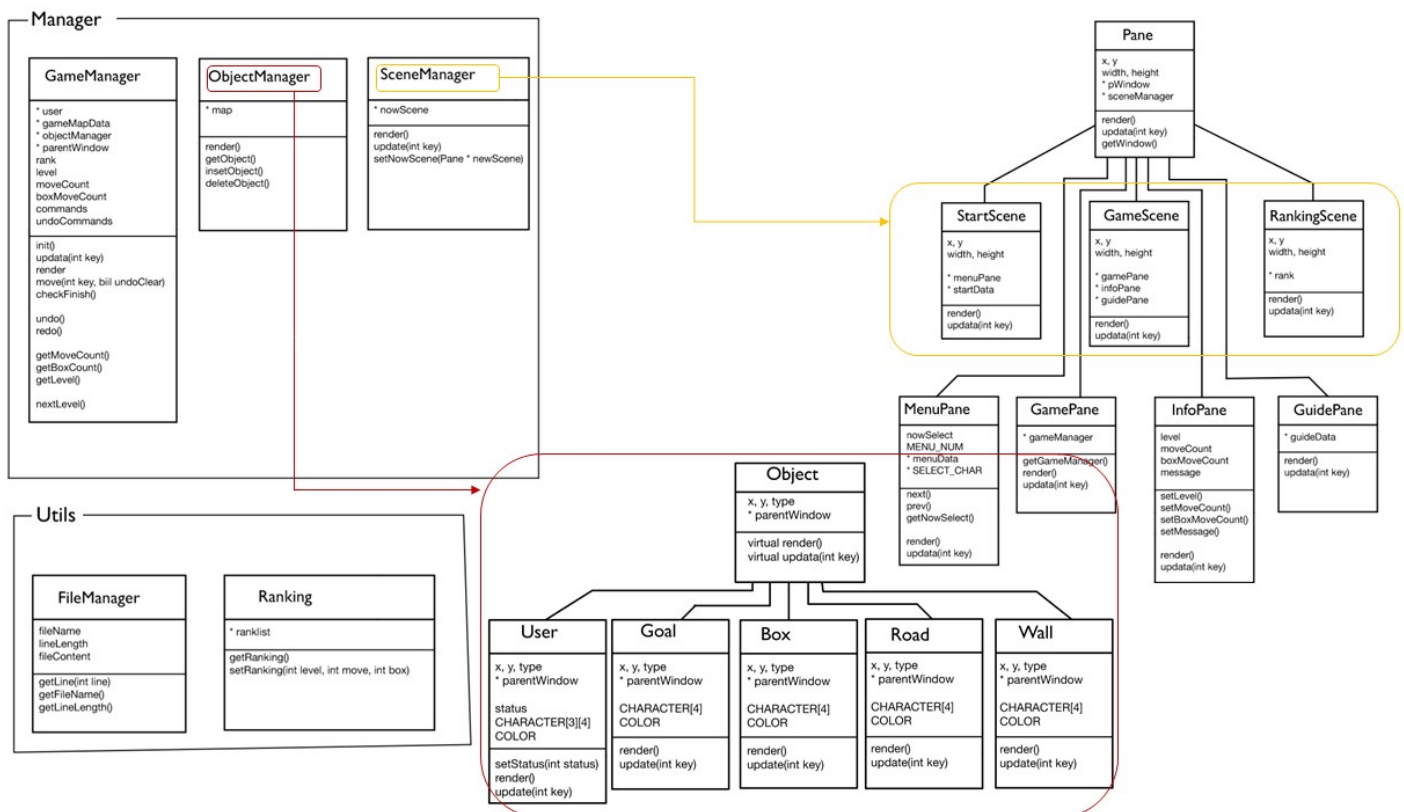 Manager
GameManager
* user
* gameMapData
* objectManager
* parentWindow
rank
level
moveCount
boxMoveCount
commands
undoCommands
init()
updata(int key)
render
move(int key, biil undoClear)
checkFinish()
undo()
redo()
getMoveCount()
getBoxCount()
getLevel()
nextLevel()
ObjectManager
* map
render()
getObject()
insetObject()
deleteObject()
SceneManager
* nowScene
render()
update(int key)
setNowScene(Pane * newScene)
Pane
x, y
width, height
* pWindow
* sceneManager
render()
updata(int key)
getWindow()
StartScene
x, y
width, height
* menuPane
* startData
render()
updata(int key)
GameScene
x, y
width, height
* gamePane
* infoPane
* guidePane
render()
updata(int key)
RankingScene
x, y
width, height
* rank
render()
updata(int key)
MenuPane
nowSelect
MENU_NUM
* menuData
* SELECT_CHAR
next()
prev()
getNowSelect()
render()
updata(int key)
GamePane
* gameManager
getGameManager()
render()
updata(int key)
InfoPane
level
moveCount
boxMoveCount
message
setLevel()
setMoveCount()
setBoxMoveCount()
setMessage()
render()
updata(int key)
GuidePane
* guideData
render()
updata(int key)
Utils
FileManager
fileName
lineLength
fileContent
getLine(int line)
getFileName()
getLineLength()
Ranking
* ranklist
getRanking()
setRanking(int level, int move, int box)
Object
x, y, type
* parentWindow
virtual render()
virtual updata(int key)
User
x, y, type
* parentWindow
status
CHARACTER[3][4]
COLOR
setStatus(int status)
render()
update(int key)
Goal
x, y, type
* parentWindow
CHARACTER[4]
COLOR
render()
update(int key)
Box
x, y, type
* parentWindow
CHARACTER[4]
COLOR
render()
update(int key)
Road
x, y, type
* parentWindow
CHARACTER[4]
COLOR
render()
update(int key)
Wall
x, y, type
* parentWindow
CHARACTER[4]
COLOR
render()
update(int key)